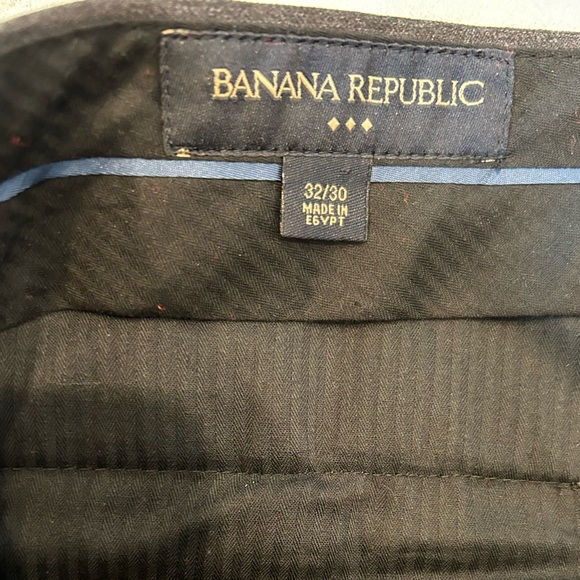 BANANA REPUBLIC
32/30
MADE IN
EGYPT